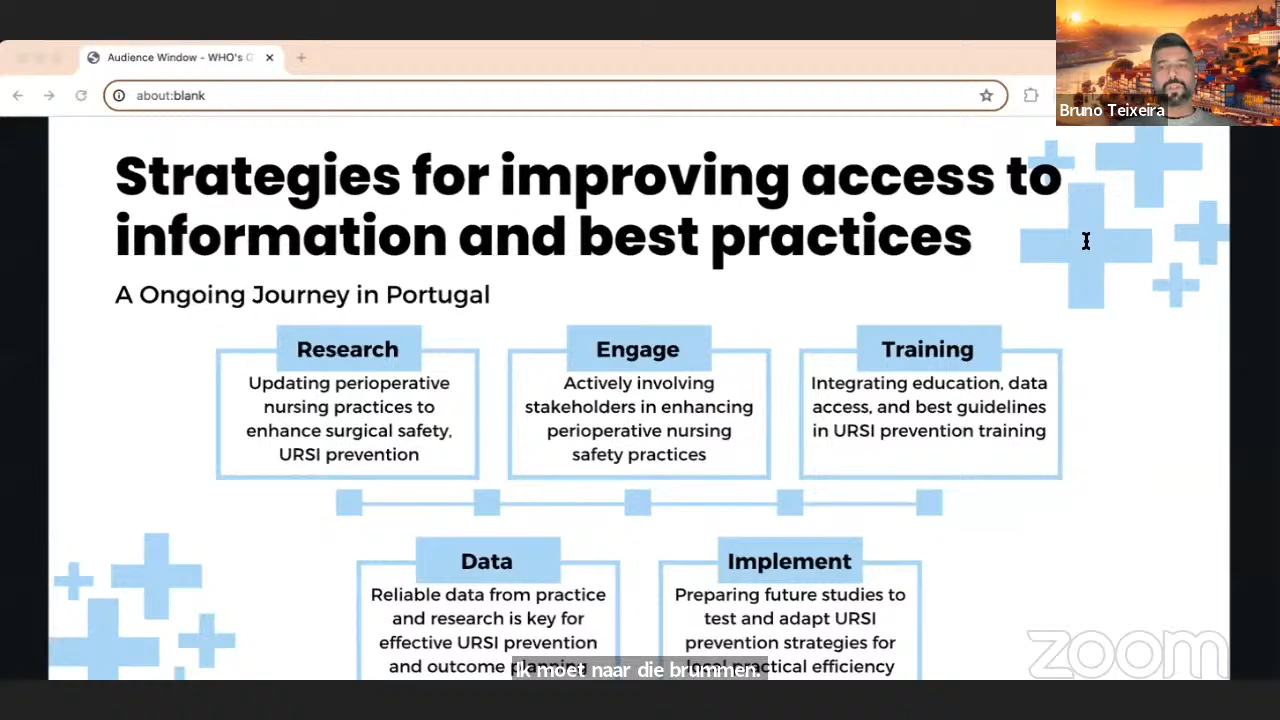 Audience Window - WHO's G
about:blank
Bruno Teixeira
Strategies for improving access to
information and best practices
A Ongoing Journey in Portugal
Research
Updating perioperative
nursing practices to
enhance surgical safety,
URSI prevention
Engage
Actively involving
stakeholders in enhancing
perioperative nursing
safety practices
Training
Integrating education, data
access, and best guidelines
in URSI prevention training
Data
Reliable data from practice
and research is key for
effective URSI prevention
and outcome planning
Implement
Preparing future studies to
test and adapt URSI
prevention strategies for
local practical efficiency
Ik moet naar die brummen.
zoom